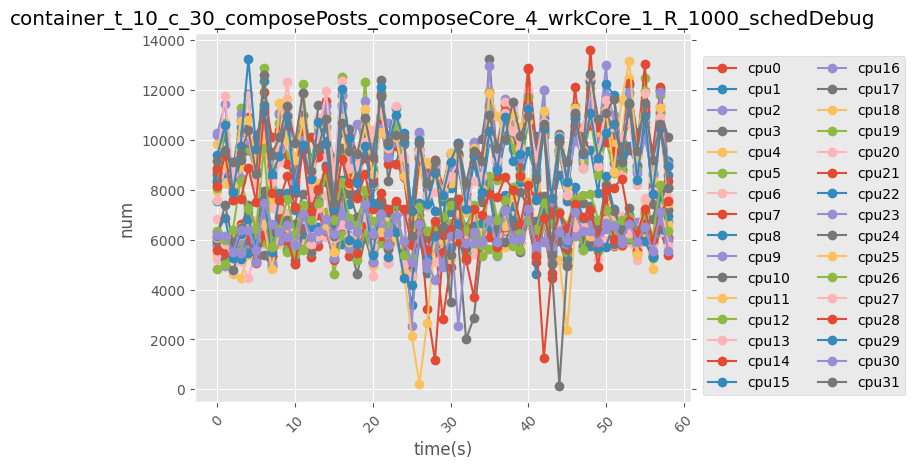 container_t_10_c_30_composePosts_composeCore_4_wrkCore_1_R_1000_schedDebug
14000
12000
10000
8000
6000
4000
2000
0
num
0 10 20 30 40 50 60
time(s)
cpu0 cpu16
cpu1 cpu17
cpu2 cpu18
cpu3 cpu19
cpu4 cpu20
cpu5 cpu21
cpu6 cpu22
cpu7 cpu23
cpu8 cpu24
cpu9 cpu25
cpu10 cpu26
cpu11 cpu27
cpu12 cpu28
cpu13 cpu29
cpu14 cpu30
cpu15 cpu31